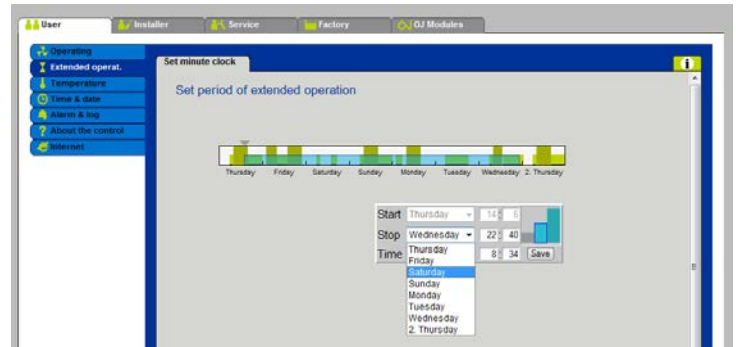 User Installer Service Factory OJ Modules
Operating
Extended operat.
Temperature
Time & date
Alarm & log
About the control
Internet
Set minute clock
i
Set period of extended operation
Thursday Friday Saturday Sunday Monday Tuesday Wednesday 2. Thursday
Start Thursday 14 6
Stop Wednesday 22 40
Time 8 34 Save
Thursday
Friday
Saturday
Sunday
Monday
Tuesday
Wednesday
2. Thursday